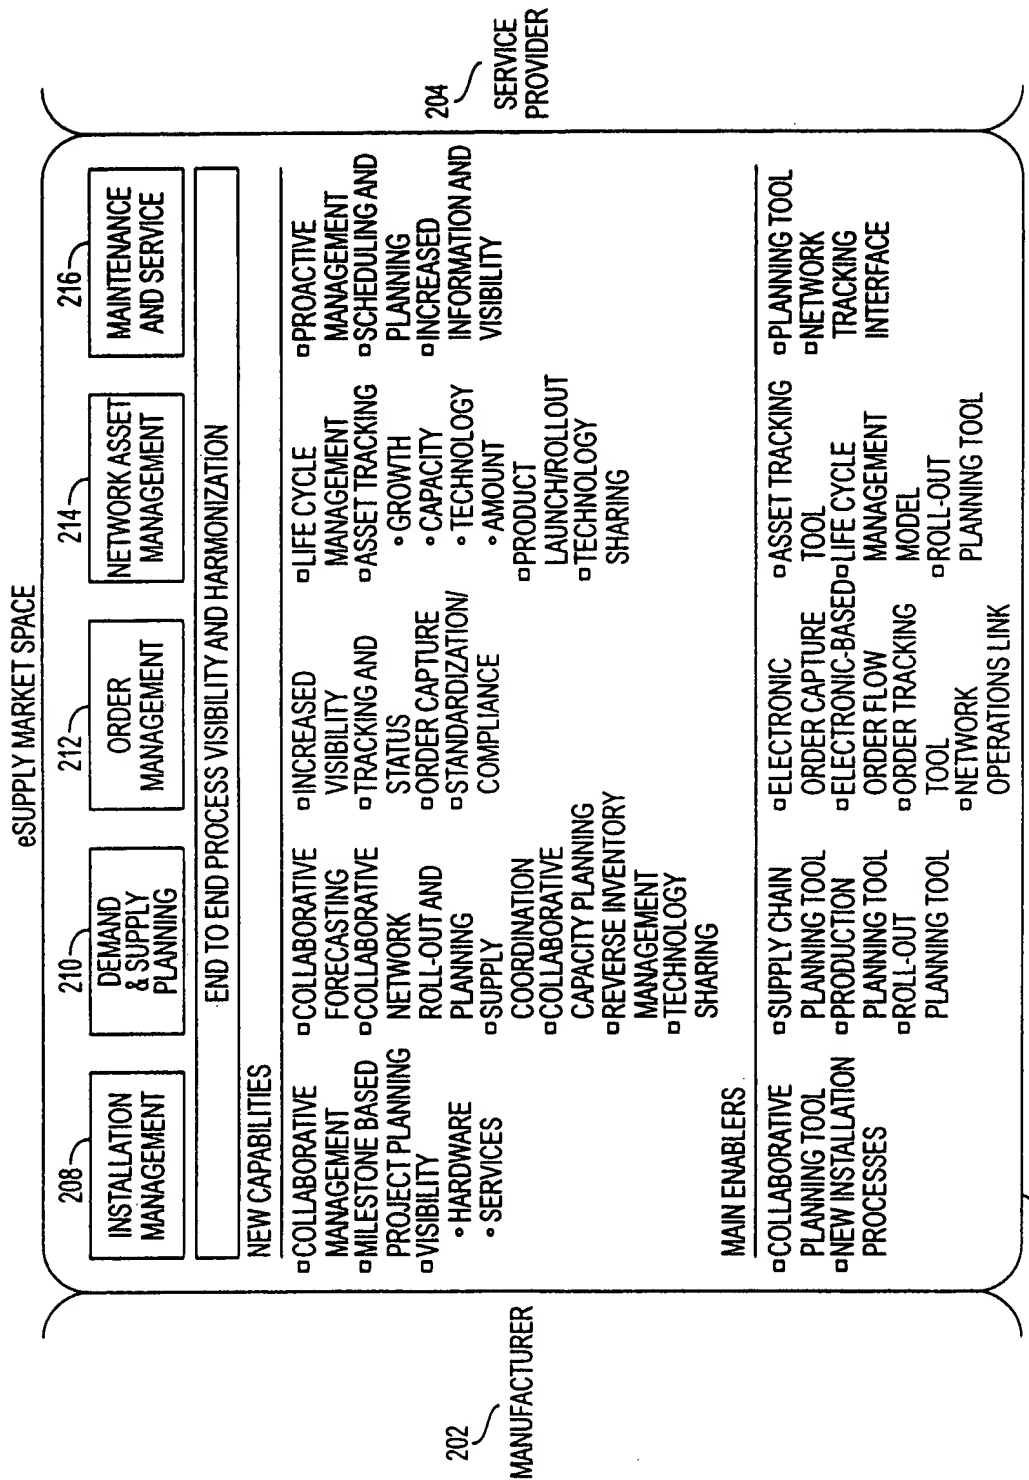 eSUPPLY MARKET SPACE
202
MANUFACTURER
204
SERVICE
PROVIDER
208
INSTALLATION
MANAGEMENT
210
DEMAND
& SUPPLY
PLANNING
212
ORDER
MANAGEMENT
214
NETWORK ASSET
MANAGEMENT
216
MAINTENANCE
AND SERVICE
END TO END PROCESS VISIBILITY AND HARMONIZATION
NEW CAPABILITIES
▫COLLABORATIVE
MANAGEMENT
▫MILESTONE BASED
PROJECT PLANNING
▫VISIBILITY
• HARDWARE
• SERVICES
▫COLLABORATIVE
FORECASTING
▫COLLABORATIVE
NETWORK
ROLL-OUT AND
PLANNING
▫SUPPLY
COORDINATION
▫COLLABORATIVE
CAPACITY PLANNING
▫REVERSE INVENTORY
MANAGEMENT
▫TECHNOLOGY
SHARING
▫INCREASED
VISIBILITY
▫TRACKING AND
STATUS
▫ORDER CAPTURE
▫STANDARDIZATION/
COMPLIANCE
▫LIFE CYCLE
MANAGEMENT
▫ASSET TRACKING
• GROWTH
• CAPACITY
• TECHNOLOGY
• AMOUNT
▫PRODUCT
LAUNCH/ROLLOUT
▫TECHNOLOGY
SHARING
▫PROACTIVE
MANAGEMENT
▫SCHEDULING AND
PLANNING
▫INCREASED
INFORMATION AND
VISIBILITY
MAIN ENABLERS
▫COLLABORATIVE
PLANNING TOOL
▫NEW INSTALLATION
PROCESSES
▫SUPPLY CHAIN
PLANNING TOOL
▫PRODUCTION
PLANNING TOOL
▫ROLL-OUT
PLANNING TOOL
▫ELECTRONIC
ORDER CAPTURE
▫ELECTRONIC-BASED
ORDER FLOW
▫ORDER TRACKING
TOOL
▫NETWORK
OPERATIONS LINK
▫ASSET TRACKING
TOOL
▫LIFE CYCLE
MANAGEMENT
MODEL
▫ROLL-OUT
PLANNING TOOL
▫PLANNING TOOL
▫NETWORK
TRACKING
INTERFACE